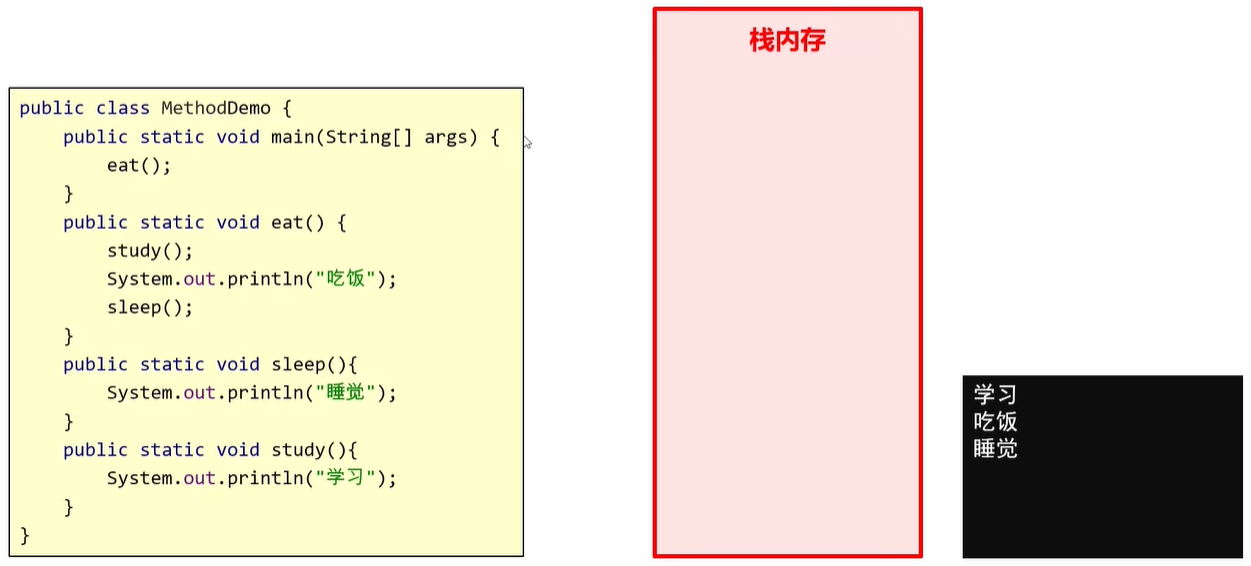 public class MethodDemo {
    public static void main(String[] args) {
        eat();
    }
    public static void eat() {
        study();
        System.out.println("吃饭");
        sleep();
    }
    public static void sleep(){
        System.out.println("睡觉");
    }
    public static void study(){
        System.out.println("学习");
    }
}
栈内存
学习
吃饭
睡觉